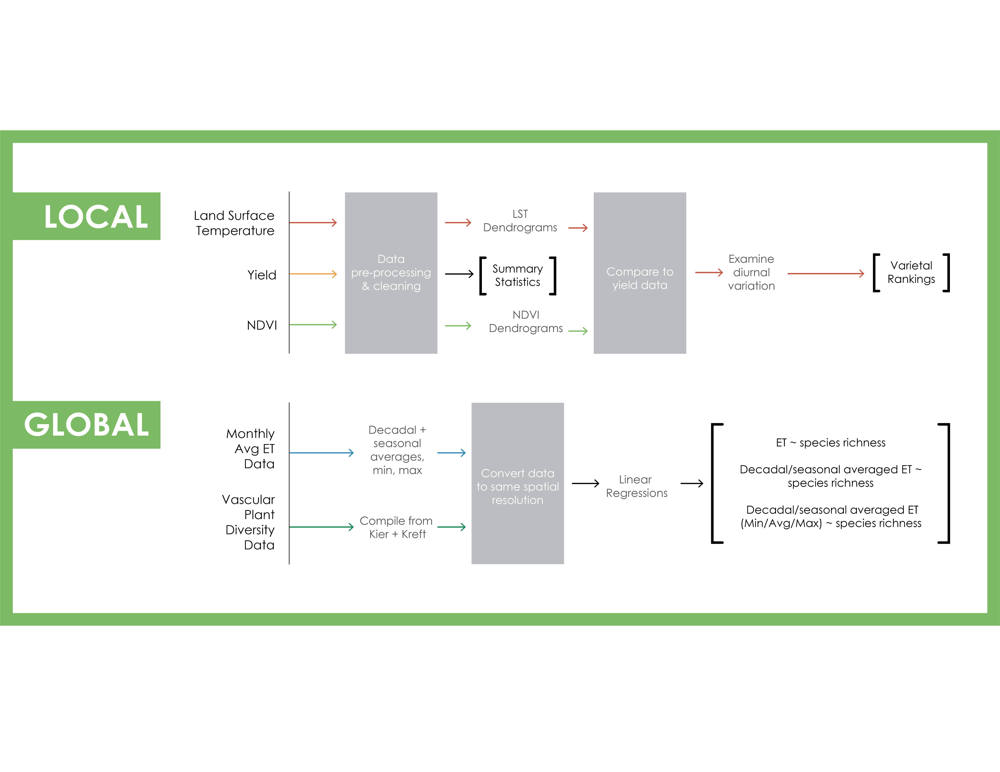 LOCAL
Land Surface
Temperature
Yield
NDVI
Data
pre-processing
& cleaning
LST
Dendrograms
Summary
Statistics
NDVI
Dendrograms
Compare to
yield data
Examine
diurnal
variation
Varietal
Rankings
GLOBAL
Monthly
Avg ET
Data
Vascular
Plant
Diversity
Data
Decadal +
seasonal
averages,
min, max
Compile from
Kier + Kreft
Convert data
to same spatial
resolution
Linear
Regressions
ET ~ species richness
Decadal/seasonal averaged ET ~
species richness
Decadal/seasonal averaged ET
(Min/Avg/Max) ~ species richness